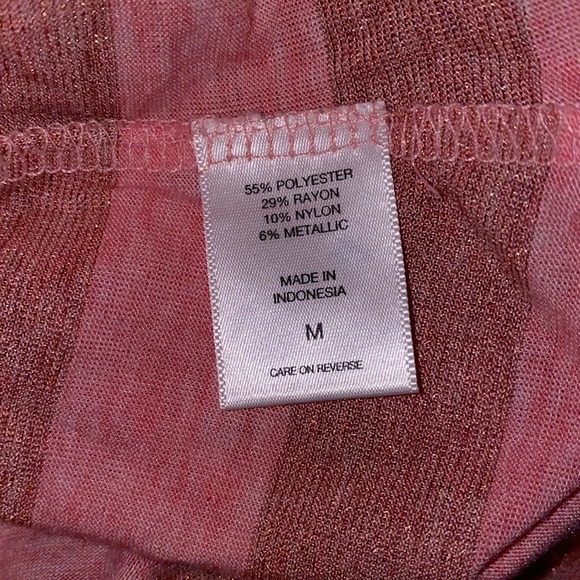 55% POLYESTER
29% RAYON
10% NYLON
6% METALLIC
MADE IN
INDONESIA
M
CARE ON REVERSE